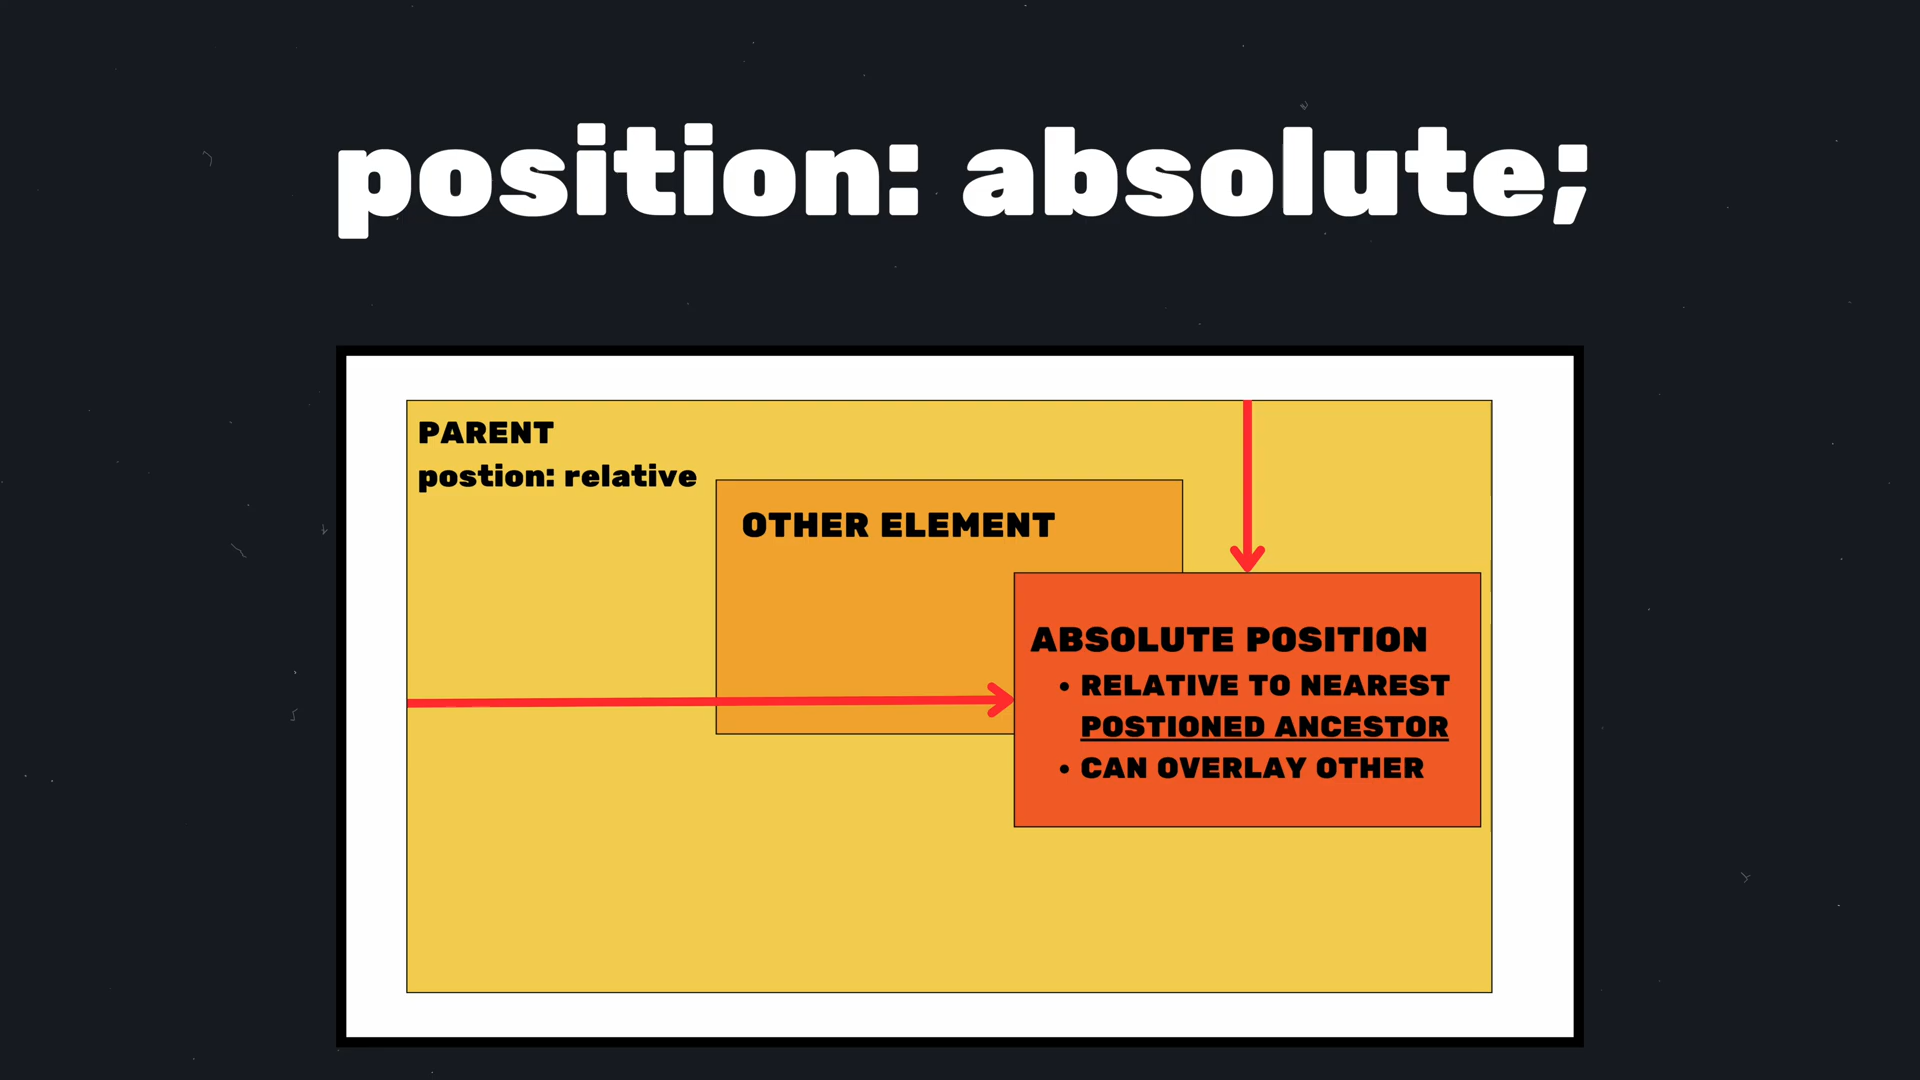 position: absolute;
PARENT
postion: relative
OTHER ELEMENT
ABSOLUTE POSITION
• RELATIVE TO NEAREST
POSTIONED ANCESTOR
• CAN OVERLAY OTHER